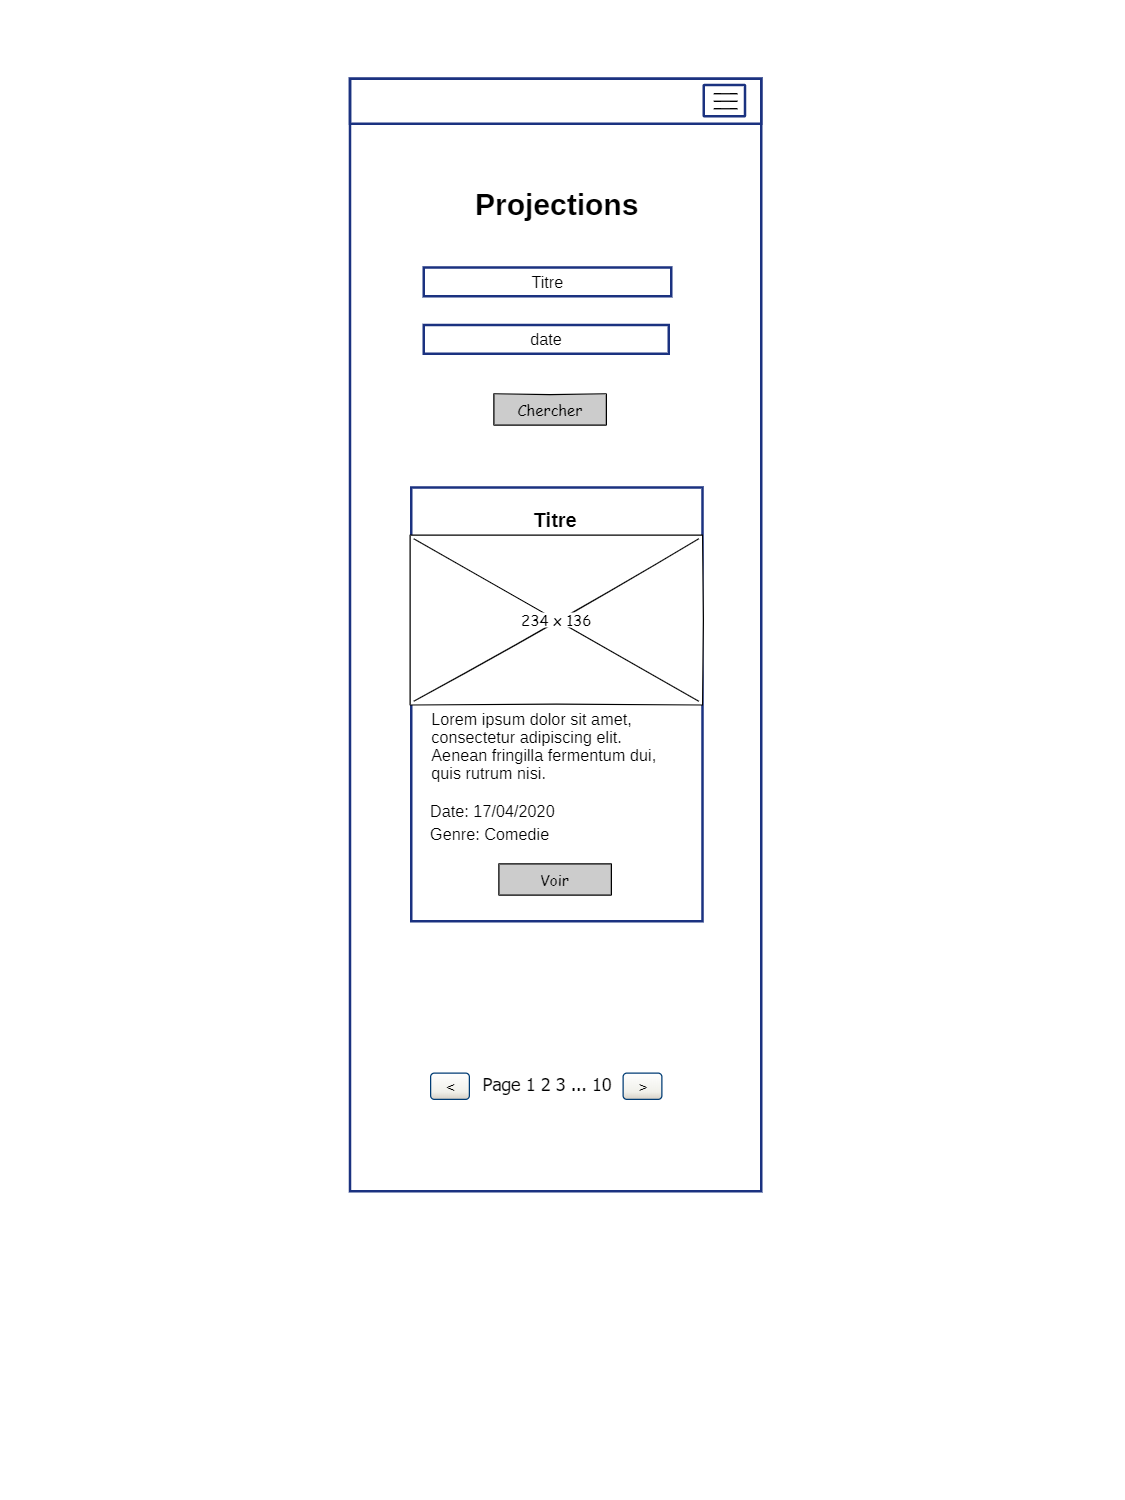 Projections
Titre
date
Chercher
Titre
234 x 136
Lorem ipsum dolor sit amet,
consectetur adipiscing elit.
Aenean fringilla fermentum dui,
quis rutrum nisi.
Date: 17/04/2020
Genre: Comedie
Voir
< Page 1 2 3 ... 10 >